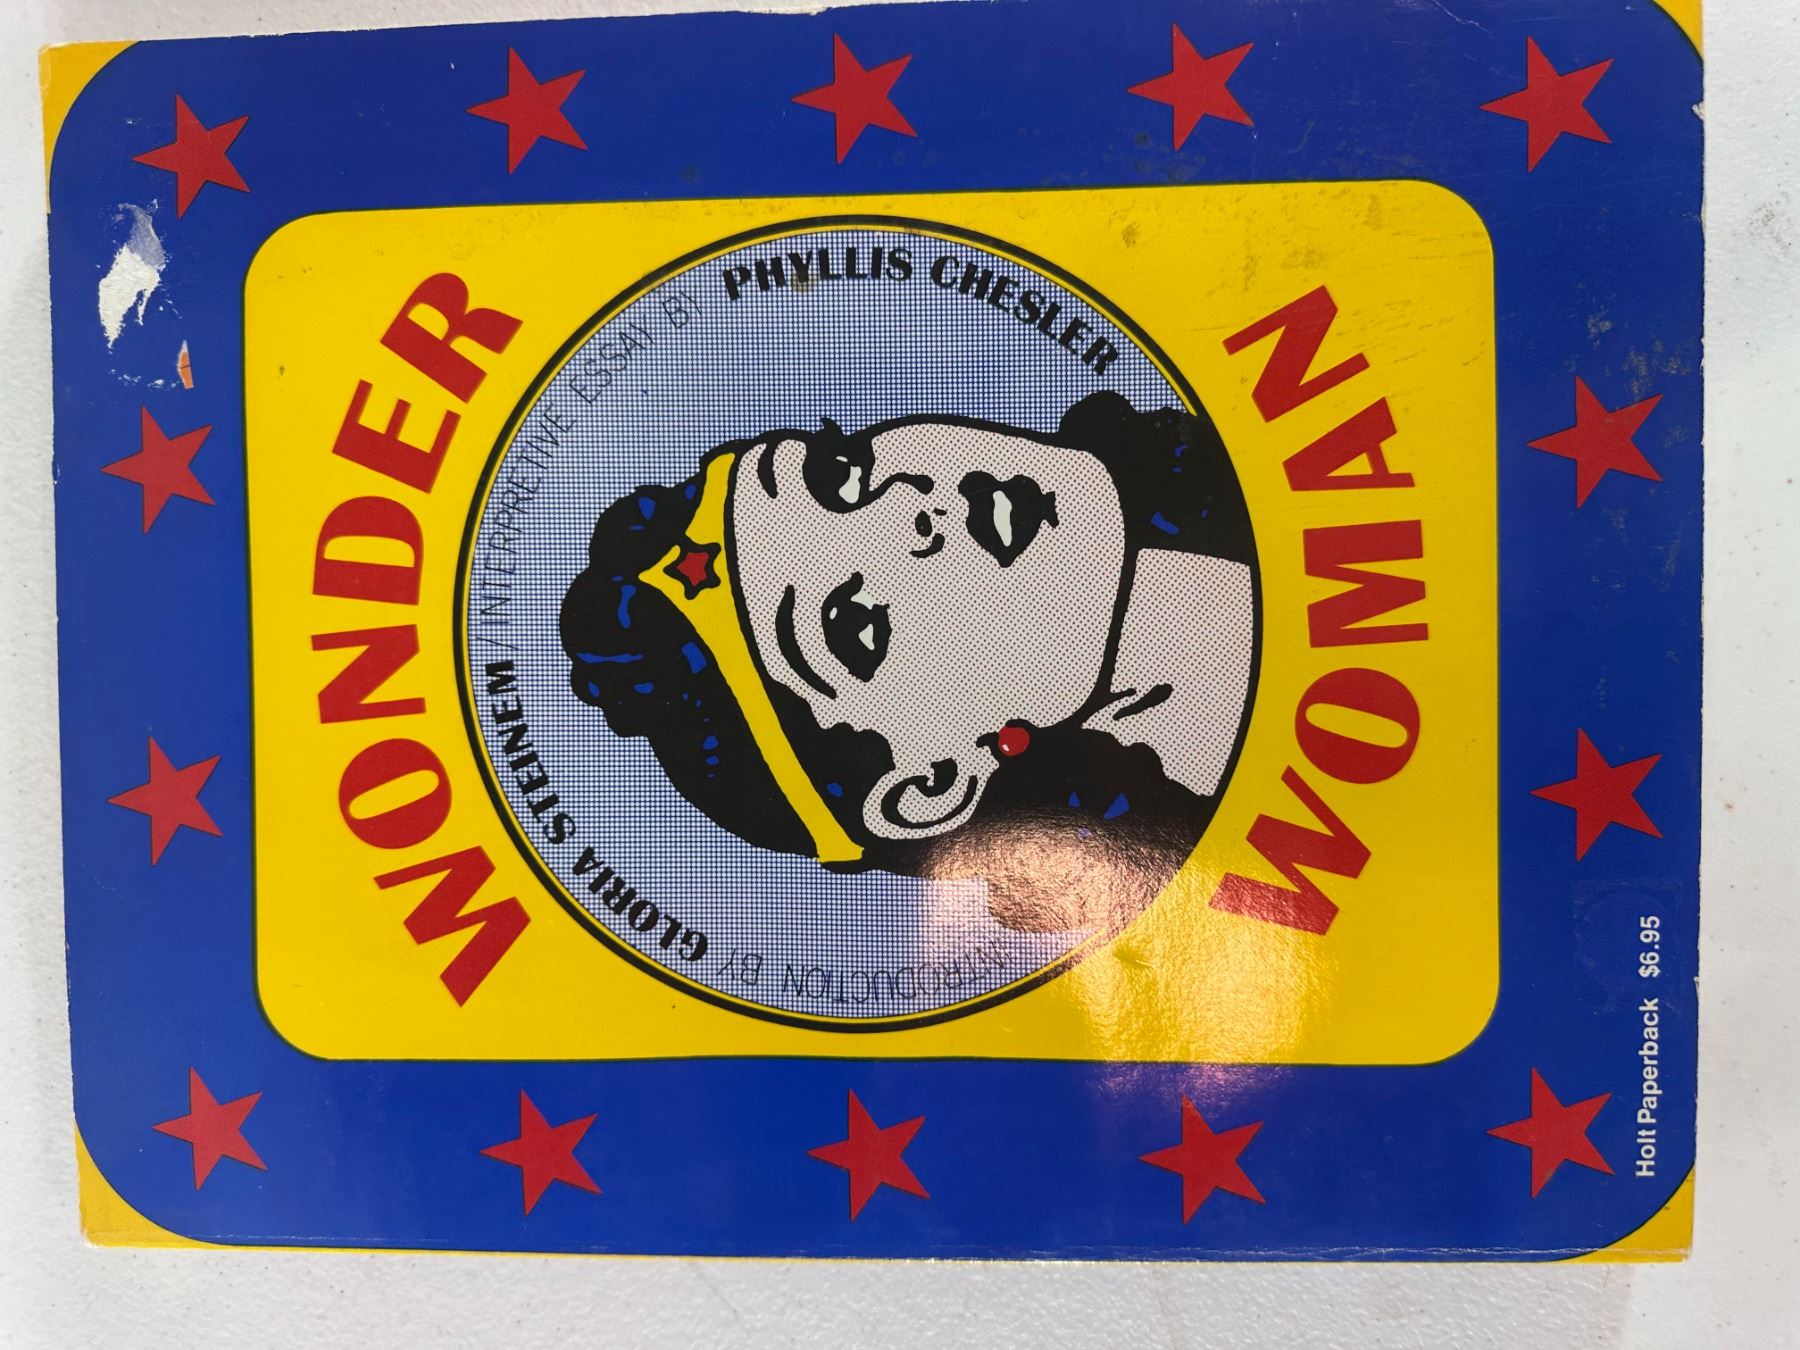 WONDER
INTRODUCTION BY GLORIA STEINEM / INTERPRETIVE ESSAY BY PHYLLIS CHESLER
WOMAN
Holt Paperback $6.95